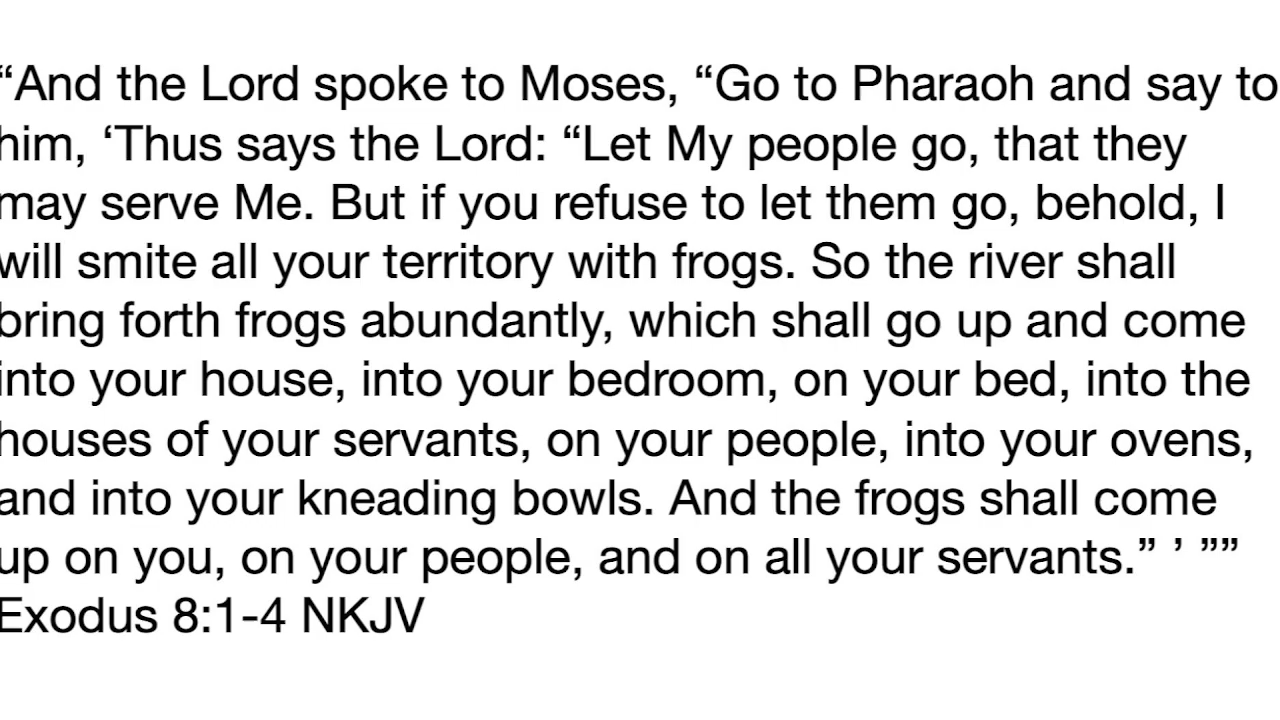 “And the Lord spoke to Moses, “Go to Pharaoh and say to
him, ‘Thus says the Lord: “Let My people go, that they
may serve Me. But if you refuse to let them go, behold, I
will smite all your territory with frogs. So the river shall
bring forth frogs abundantly, which shall go up and come
into your house, into your bedroom, on your bed, into the
houses of your servants, on your people, into your ovens,
and into your kneading bowls. And the frogs shall come
up on you, on your people, and on all your servants.” ’ ””
Exodus 8:1-4 NKJV